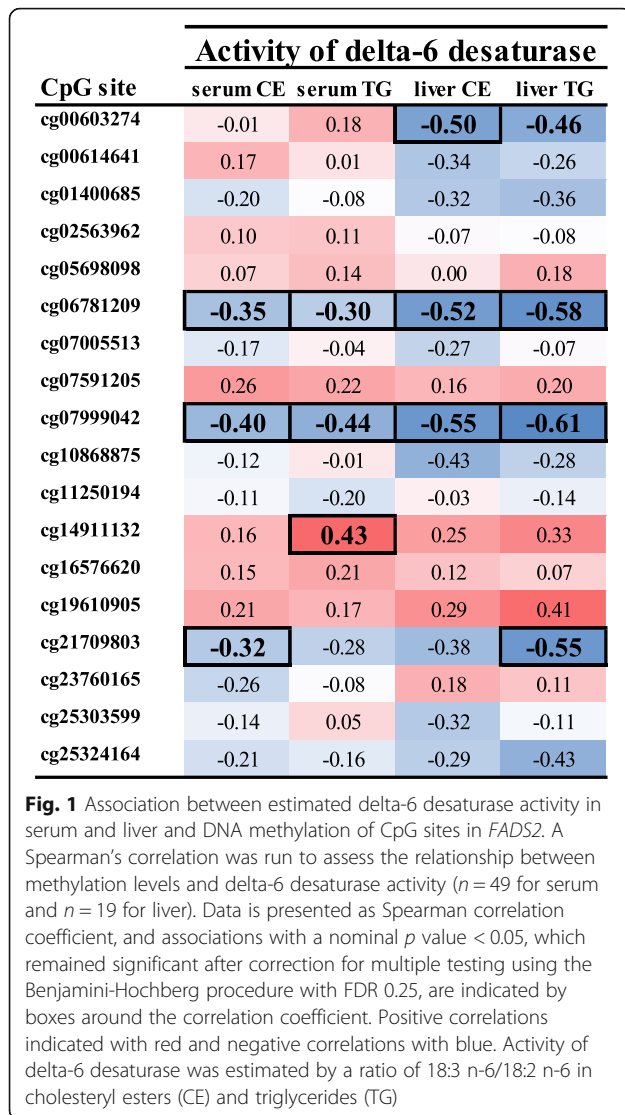 Activity of delta-6 desaturase
CpG site serum CE serum TG liver CE liver TG
cg00603274 -0.01 0.18 -0.50 -0.46
cg00614641 0.17 0.01 -0.34 -0.26
cg01400685 -0.20 -0.08 -0.32 -0.36
cg02563962 0.10 0.11 -0.07 -0.08
cg05698098 0.07 0.14 0.00 0.18
cg06781209 -0.35 -0.30 -0.52 -0.58
cg07005513 -0.17 -0.04 -0.27 -0.07
cg07591205 0.26 0.22 0.16 0.20
cg07999042 -0.40 -0.44 -0.55 -0.61
cg10868875 -0.12 -0.01 -0.43 -0.28
cg11250194 -0.11 -0.20 -0.03 -0.14
cg14911132 0.16 0.43 0.25 0.33
cg16576620 0.15 0.21 0.12 0.07
cg19610905 0.21 0.17 0.29 0.41
cg21709803 -0.32 -0.28 -0.38 -0.55
cg23760165 -0.26 -0.08 0.18 0.11
cg25303599 -0.14 0.05 -0.32 -0.11
cg25324164 -0.21 -0.16 -0.29 -0.43
Fig. 1 Association between estimated delta-6 desaturase activity in
serum and liver and DNA methylation of CpG sites in FADS2. A
Spearman's correlation was run to assess the relationship between
methylation levels and delta-6 desaturase activity (n = 49 for serum
and n = 19 for liver). Data is presented as Spearman correlation
coefficient, and associations with a nominal p value < 0.05, which
remained significant after correction for multiple testing using the
Benjamini-Hochberg procedure with FDR 0.25, are indicated by
boxes around the correlation coefficient. Positive correlations
indicated with red and negative correlations with blue. Activity of
delta-6 desaturase was estimated by a ratio of 18:3 n-6/18:2 n-6 in
cholesteryl esters (CE) and triglycerides (TG)